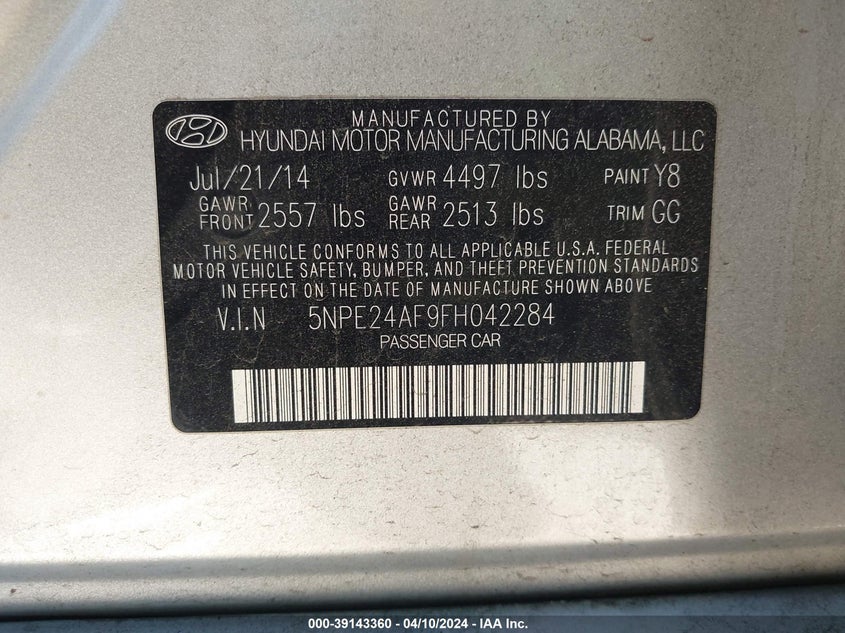 MANUFACTURED BY
HYUNDAI MOTOR MANUFACTURING ALABAMA, LLC
Jul/21/14 GVWR 4497 lbs PAINT Y8
GAWR FRONT 2557 lbs GAWR REAR 2513 lbs TRIM GG
THIS VEHICLE CONFORMS TO ALL APPLICABLE U.S.A. FEDERAL
MOTOR VEHICLE SAFETY, BUMPER, AND THEFT PREVENTION STANDARDS
IN EFFECT ON THE DATE OF MANUFACTURE SHOWN ABOVE
V.I.N 5NPE24AF9FH042284
PASSENGER CAR
000-39143360 - 04/10/2024 - IAA Inc.